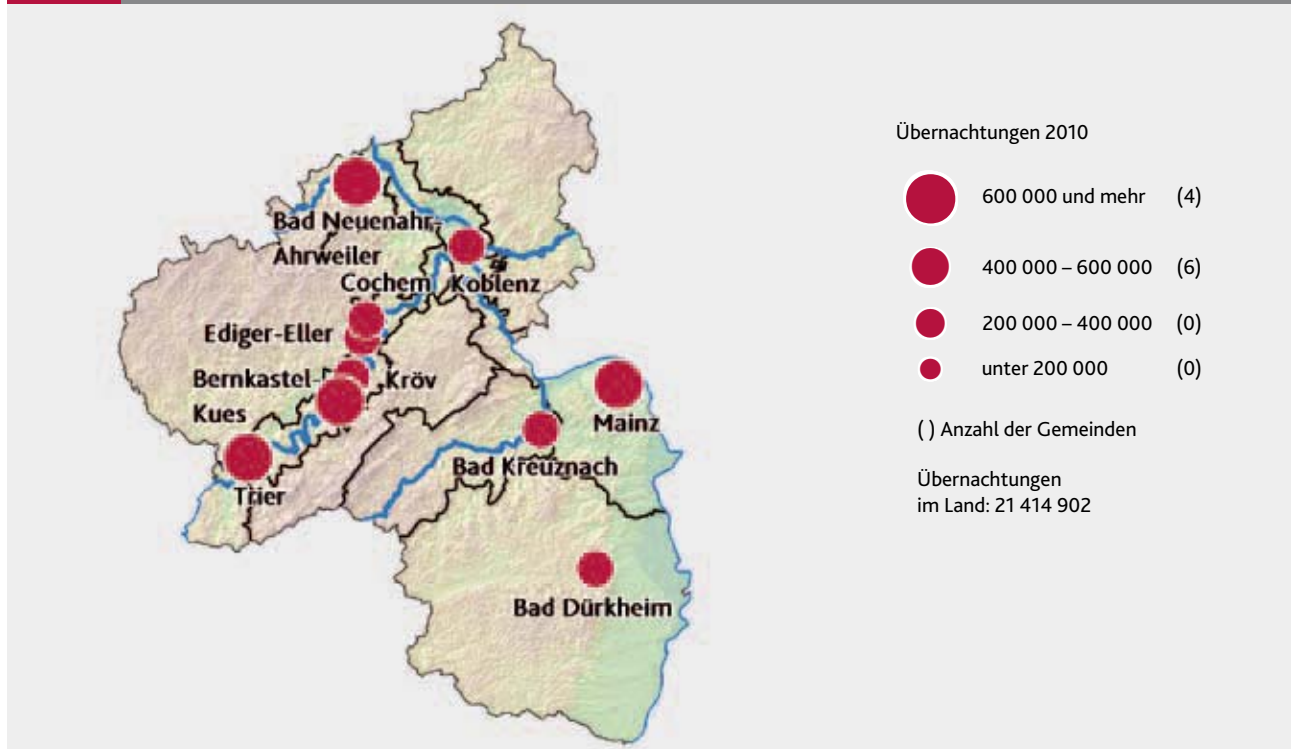 Bad Neuenahr-
Ahrweiler
Cochem
Koblenz
Ediger-Eller
Bernkastel-
Kues
Kröv
Trier
Mainz
Bad Kreuznach
Bad Dürkheim
Übernachtungen 2010
600 000 und mehr (4)
400 000 – 600 000 (6)
200 000 – 400 000 (0)
unter 200 000 (0)
( ) Anzahl der Gemeinden
Übernachtungen
im Land: 21 414 902